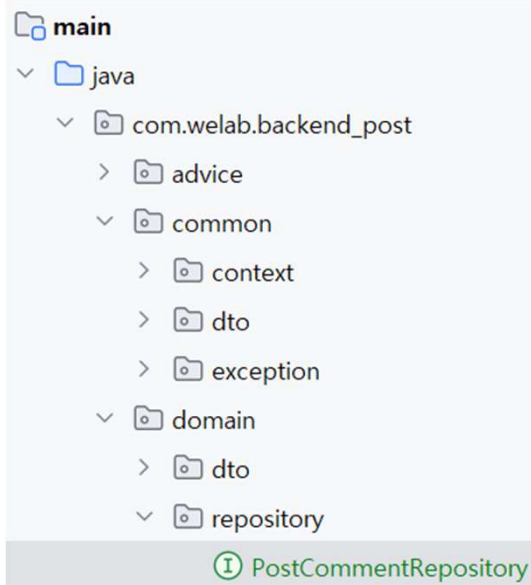 main
java
com.welab.backend_post
advice
common
context
dto
exception
domain
dto
repository
PostCommentRepository